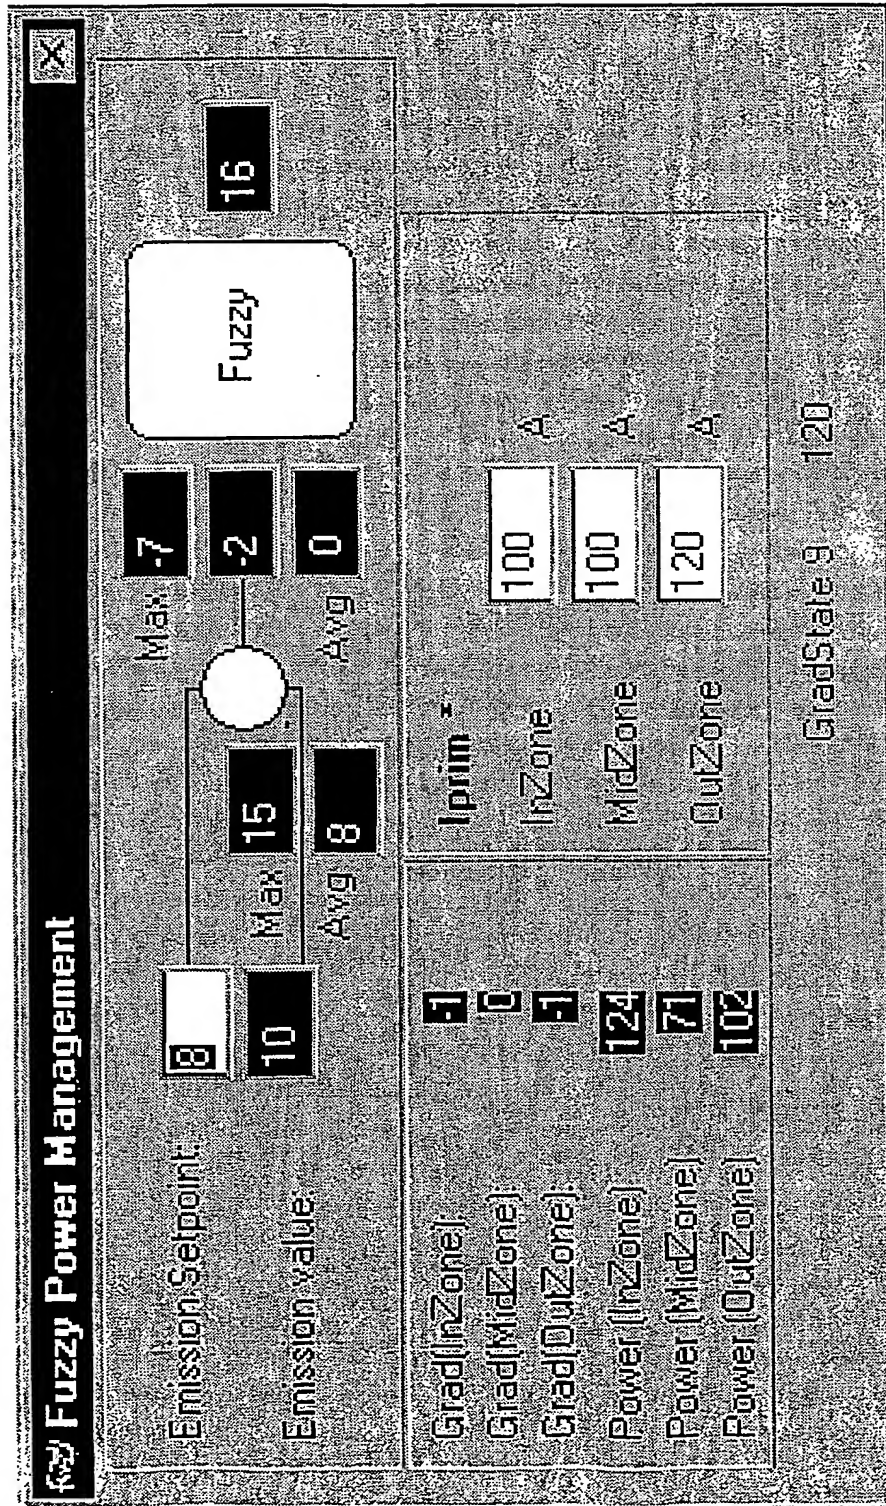 Fuzzy Power Management
Emission Setpoint: 8
Emission value: 10
Max 15
Avg 8
Max -7
-2
Avg 0
Fuzzy
16
Grad(InZone): -1
Grad(MidZone): 0
Grad(OutZone): -1
Power (InZone) 124
Power (MidZone) 71
Power (OutZone) 102
Iprim
InZone 100 A
MidZone 100 A
OutZone 120 A
GradState 9 120